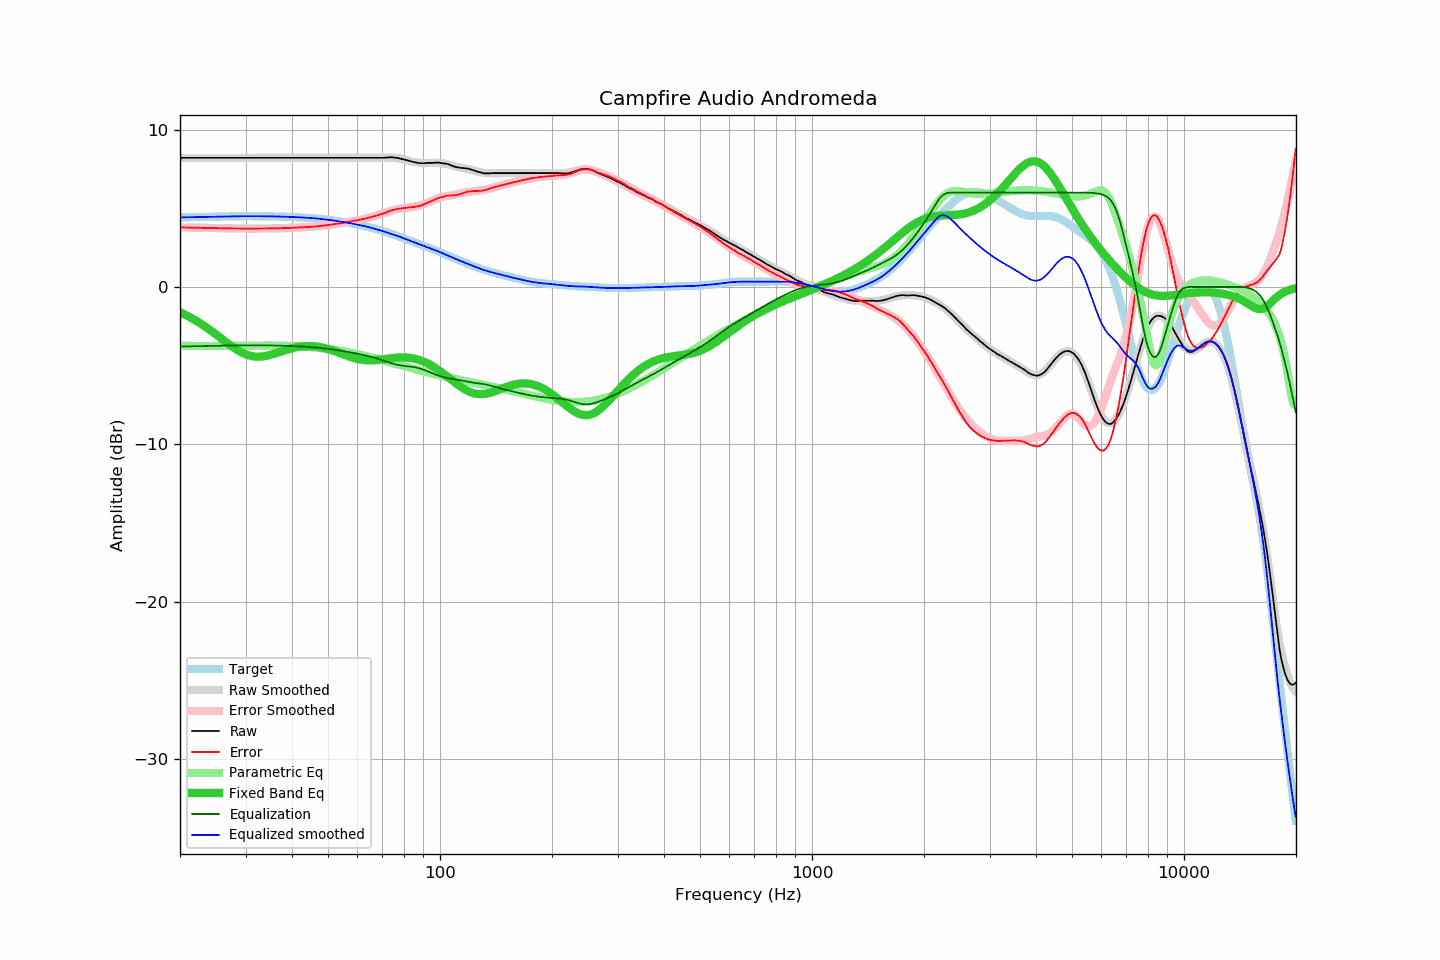 Campfire Audio Andromeda
10
0
−10
−20
−30
Amplitude (dBr)
Target
Raw Smoothed
Error Smoothed
Raw
Error
Parametric Eq
Fixed Band Eq
Equalization
Equalized smoothed
100
1000
10000
Frequency (Hz)